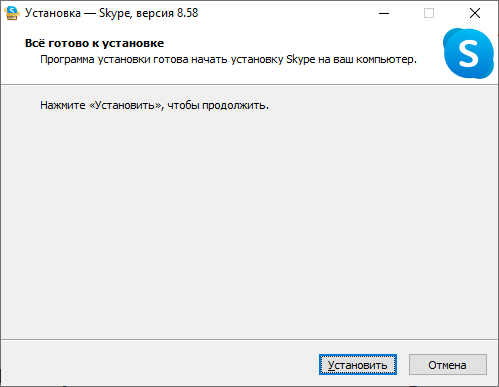 Установка — Skype, версия 8.58
Всё готово к установке
Программа установки готова начать установку Skype на ваш компьютер.
S
Нажмите «Установить», чтобы продолжить.
Установить
Отмена